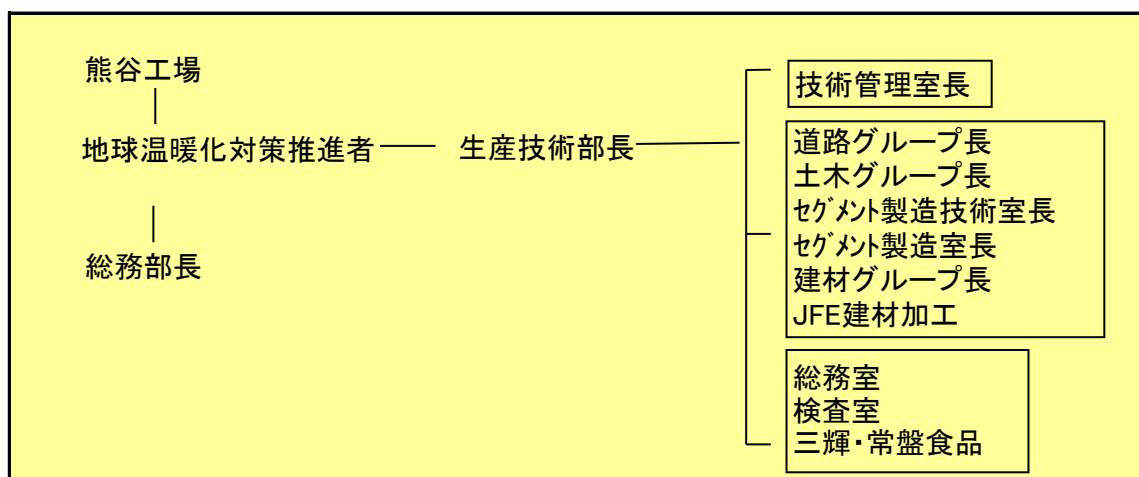 熊谷工場
地球温暖化対策推進者
総務部長
生産技術部長
技術管理室長
道路グループ長
土木グループ長
ｾｸﾞﾒﾝﾄ製造技術室長
ｾｸﾞﾒﾝﾄ製造室長
建材グループ長
JFE建材加工
総務室
検査室
三輝・常盤食品